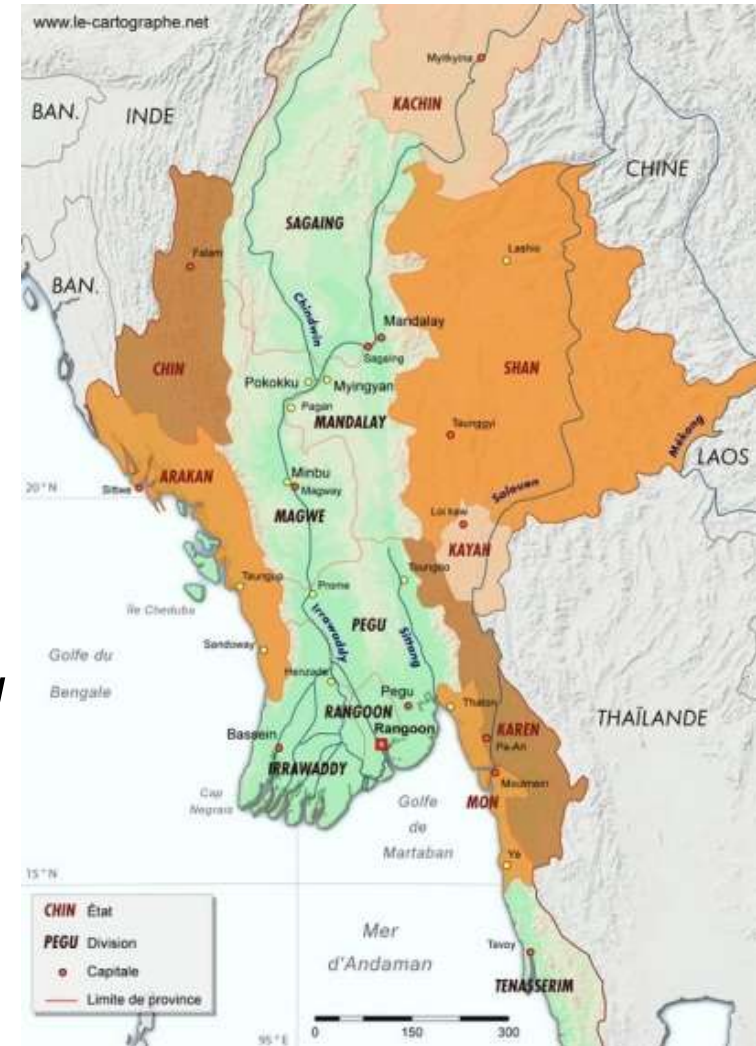 www.le-cartographe.net
Myitkyina
KACHIN
BAN.
INDE
CHINE
SAGAING
Falam
Lashio
BAN.
Chindwin
Mandalay
Sagaing
CHIN
SHAN
Pokokku
Myingyan
Pagan
MANDALAY
Taunggyi
Mékong
LAOS
ARAKAN
Minbu
Magway
20 ° N
Sittwe
Salouen
MAGWE
Loi kaw
KAYAH
Taungoo
Taungup
Prome
Île Cheduba
PEGU
Irrawaddy
Sittang
Sandoway
Golfe du
Bengale
Henzada
Pegu
Thaton
THAÏLANDE
RANGOON
Bassein
Rangoon
KAREN
Pa-An
IRRAWADDY
Moulmein
Cap
Negrais
Golfe
de
Martaban
MON
Ye
15 ° N
CHIN État
PEGU Division
Capitale
Limite de province
Mer
d'Andaman
Tavoy
TENASSERIM
0 150 300
95 ° E